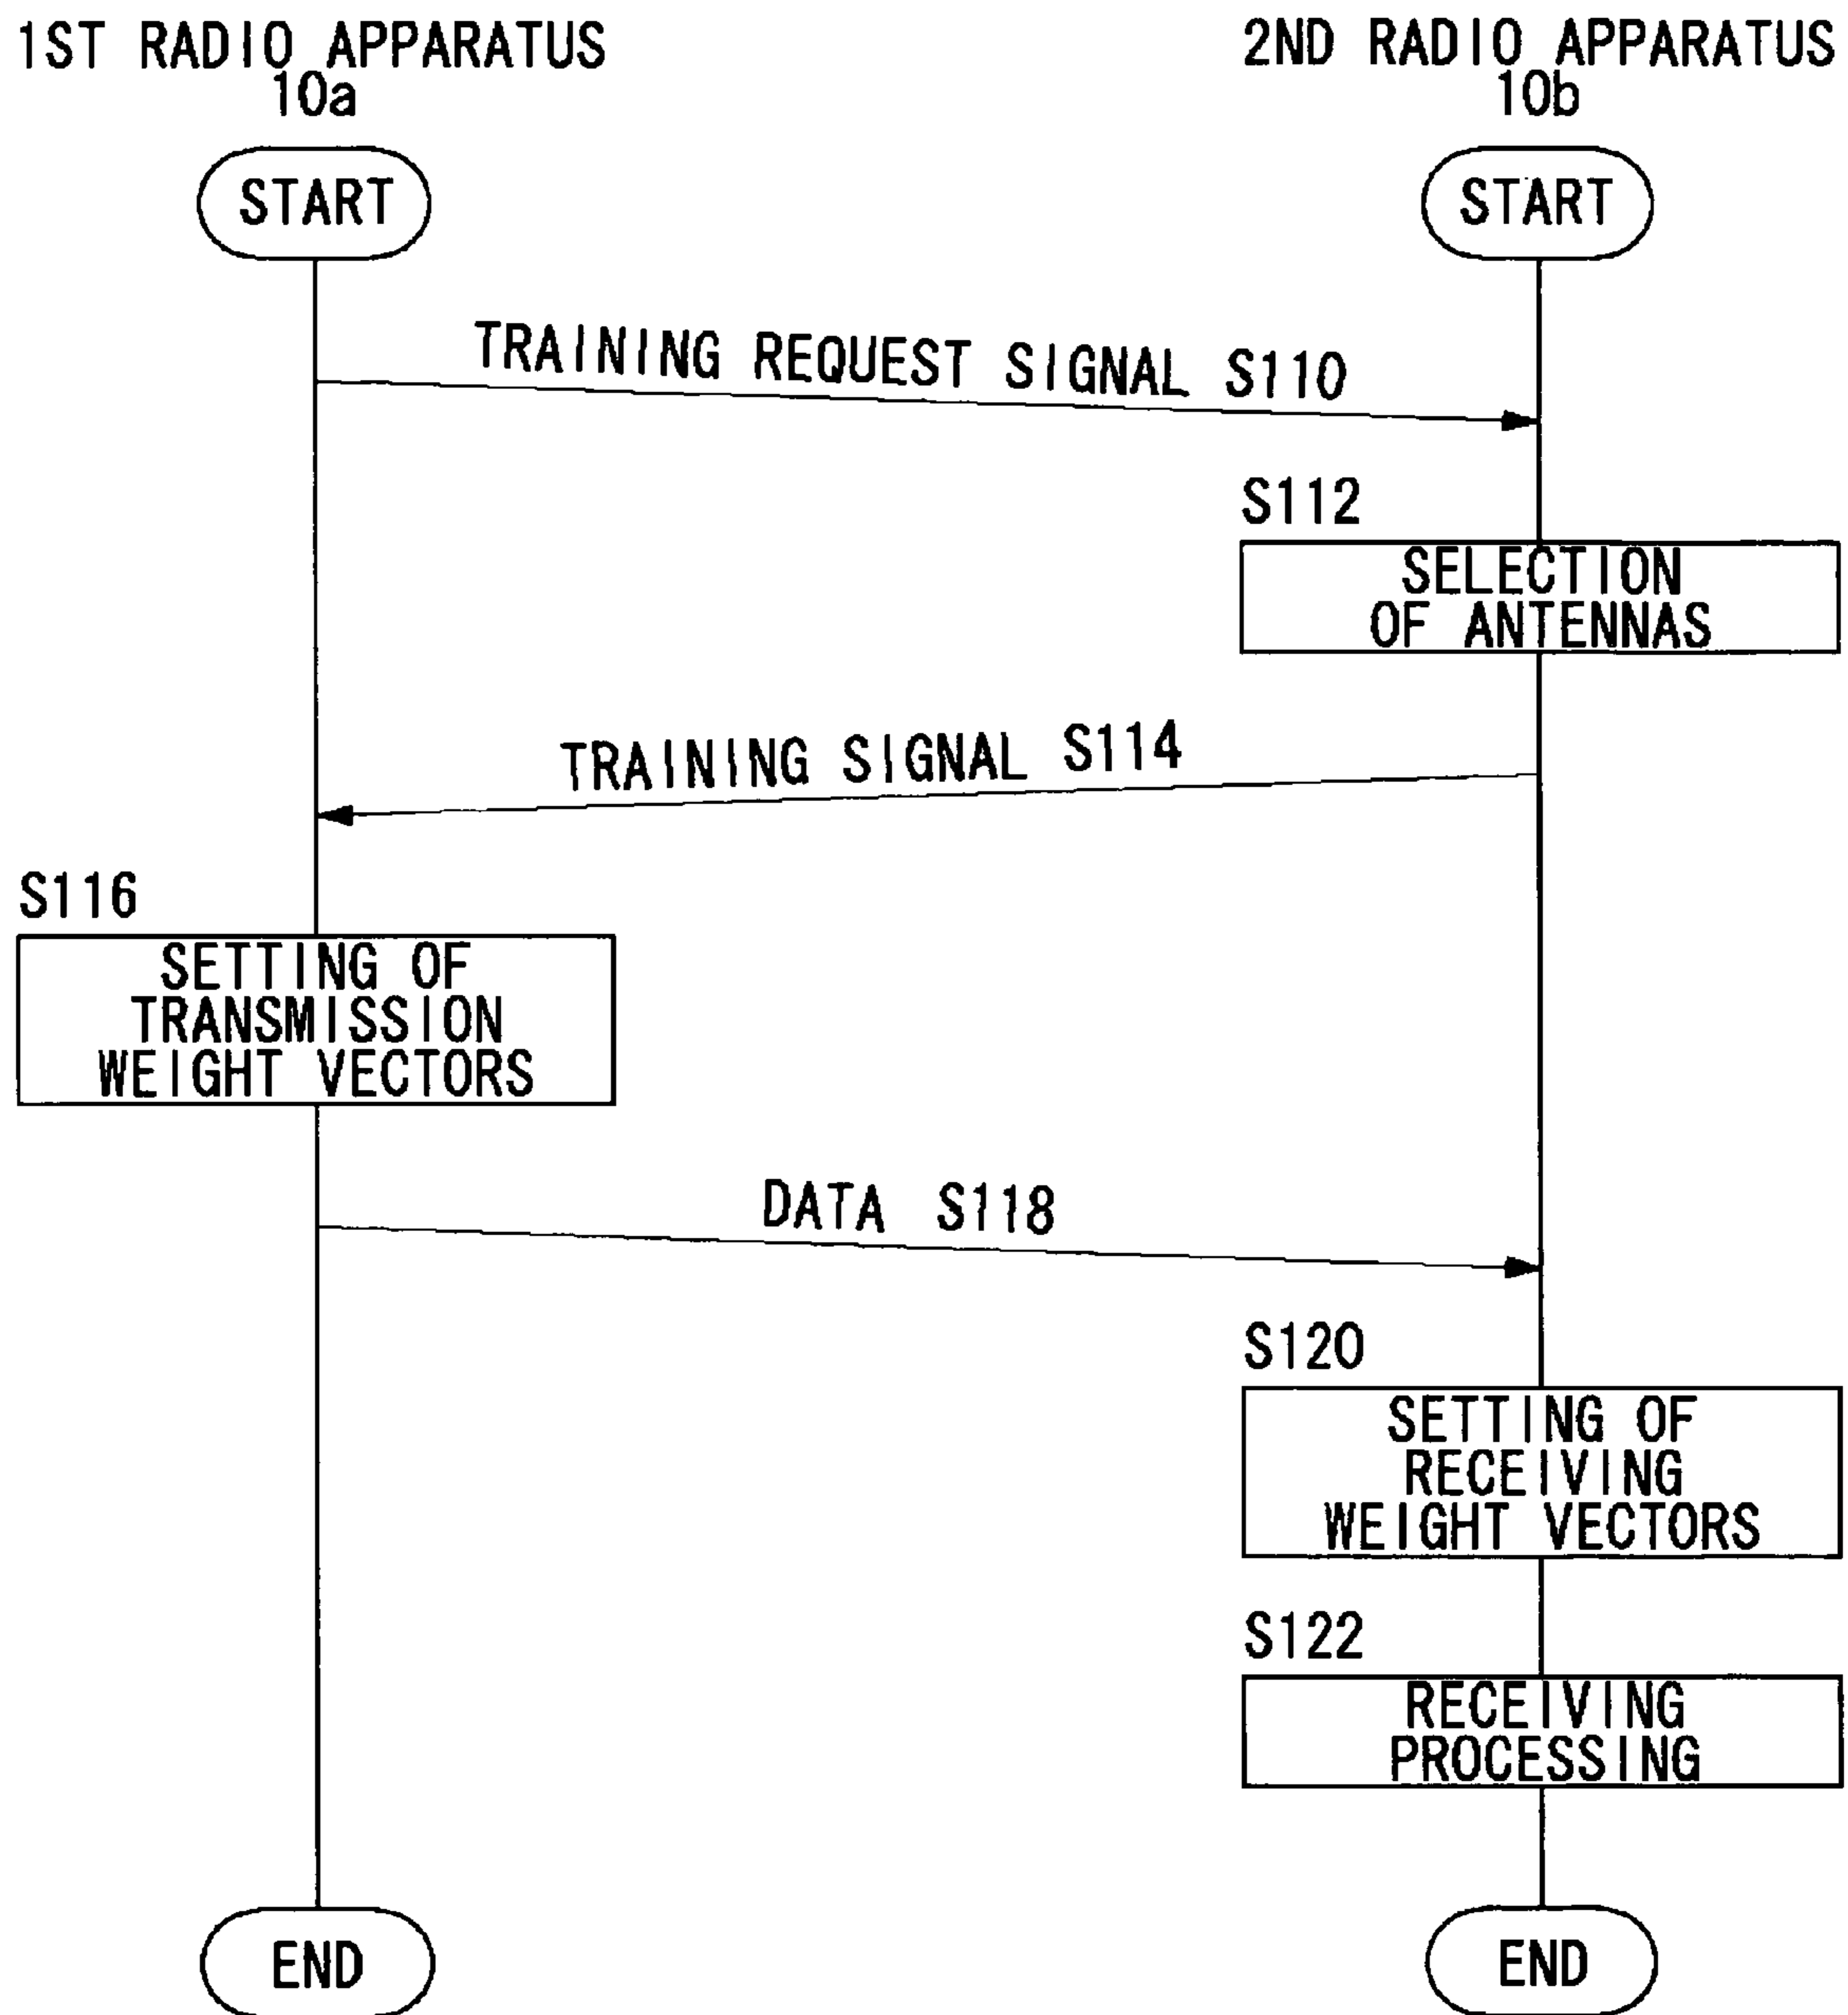 1ST RADIO APPARATUS
10a
2ND RADIO APPARATUS
10b
START
START
TRAINING REQUEST SIGNAL S110
S112
SELECTION
OF ANTENNAS
TRAINING SIGNAL S114
S116
SETTING OF
TRANSMISSION
WEIGHT VECTORS
DATA S118
S120
SETTING OF
RECEIVING
WEIGHT VECTORS
S122
RECEIVING
PROCESSING
END
END